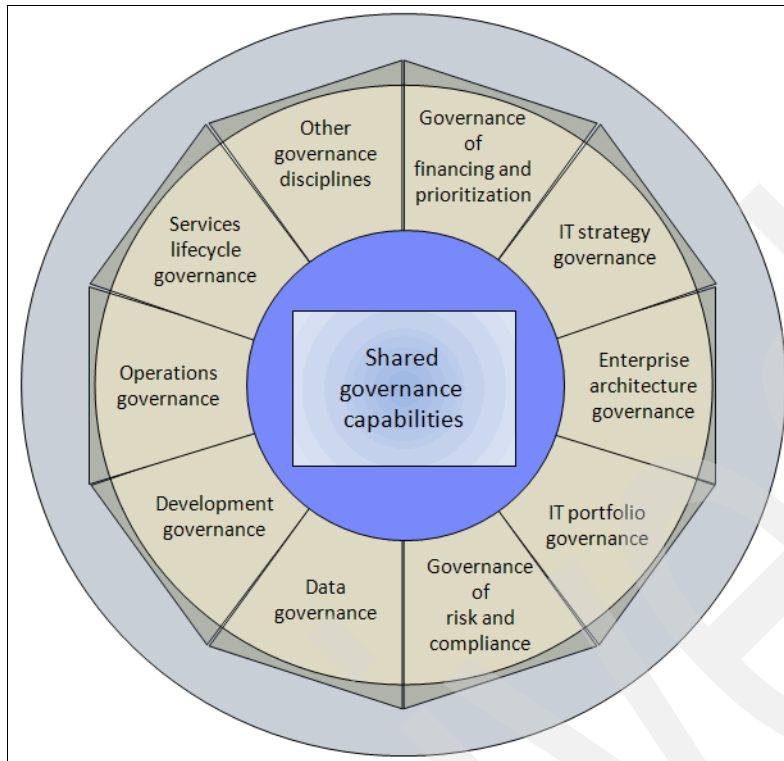 Other
governance
disciplines
Governance
of
financing and
prioritization
IT strategy
governance
Enterprise
architecture
governance
IT portfolio
governance
Governance
of
risk and
compliance
Data
governance
Development
governance
Operations
governance
Services
lifecycle
governance
Shared
governance
capabilities